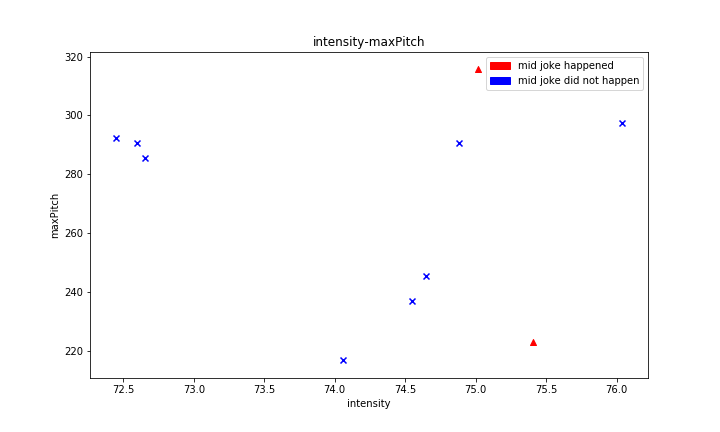 intensity-maxPitch
mid joke happened
mid joke did not happen
320
300
280
260
240
220
maxPitch
72.5 73.0 73.5 74.0 74.5 75.0 75.5 76.0
intensity